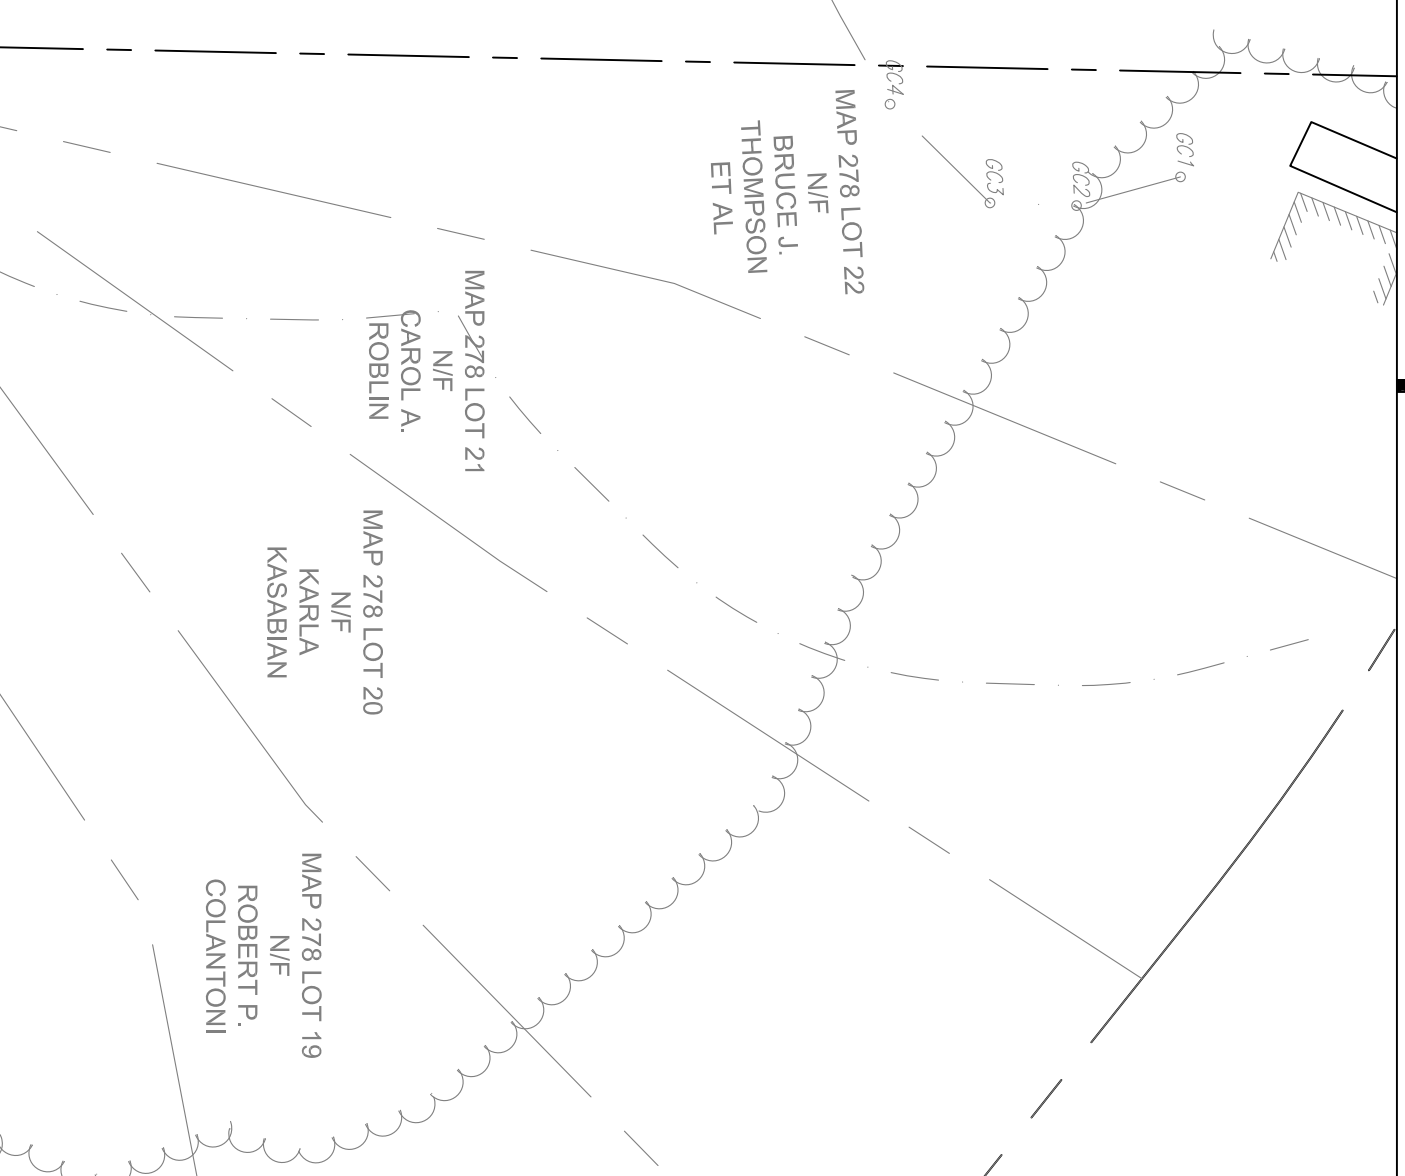 GC4
GC3
GC2
GC1
MAP 278 LOT 22
N/F
BRUCE J.
THOMPSON
ET AL
MAP 278 LOT 21
N/F
CAROL A.
ROBLIN
MAP 278 LOT 20
N/F
KARLA
KASABIAN
MAP 278 LOT 19
N/F
ROBERT P.
COLANTONI